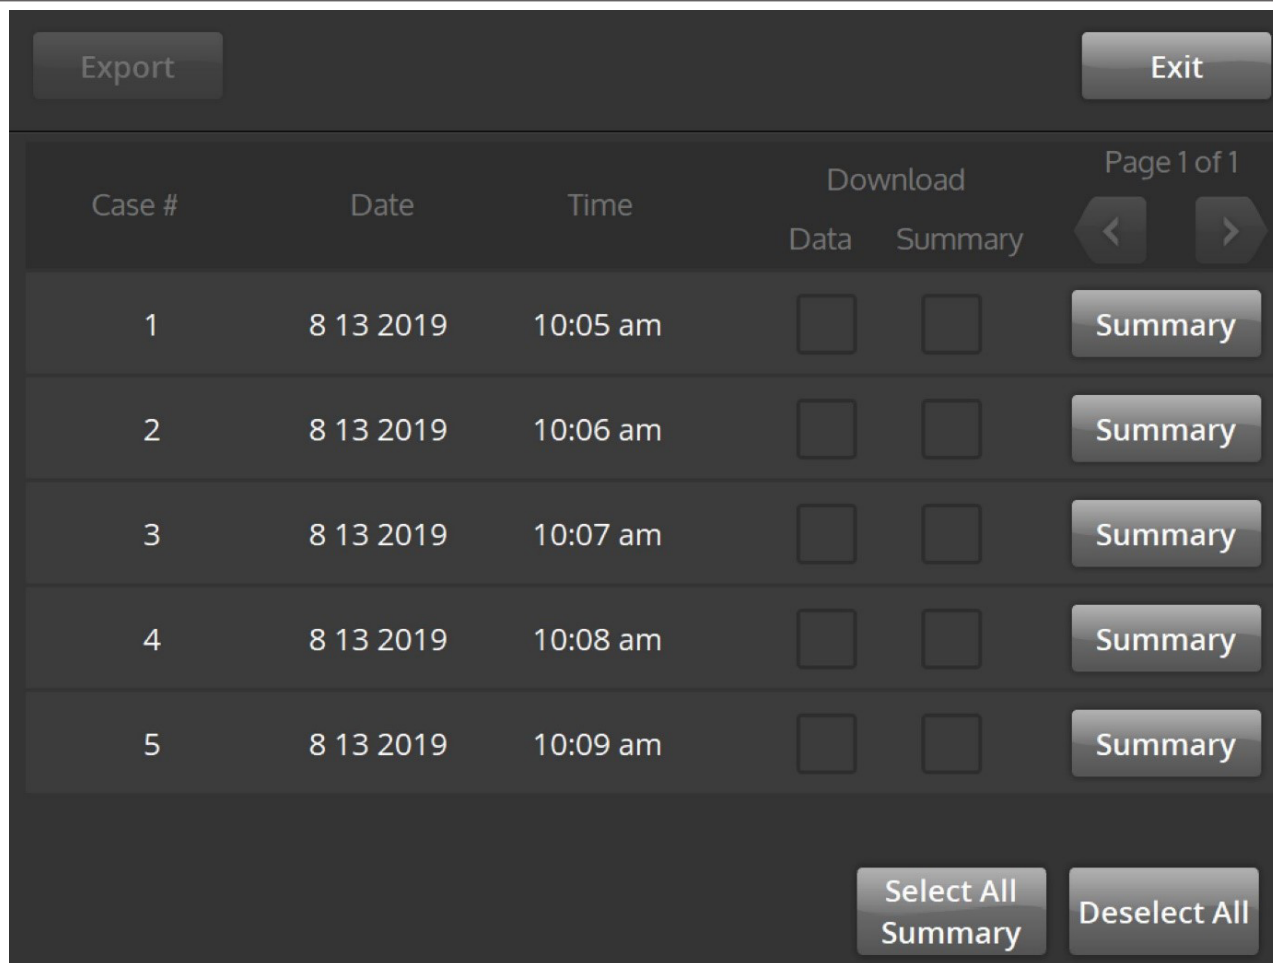 Export
Exit
Page 1 of 1
Case #
Date
Time
Download
Data
Summary
1 8 13 2019 10:05 am Summary
2 8 13 2019 10:06 am Summary
3 8 13 2019 10:07 am Summary
4 8 13 2019 10:08 am Summary
5 8 13 2019 10:09 am Summary
Select All
Summary
Deselect All